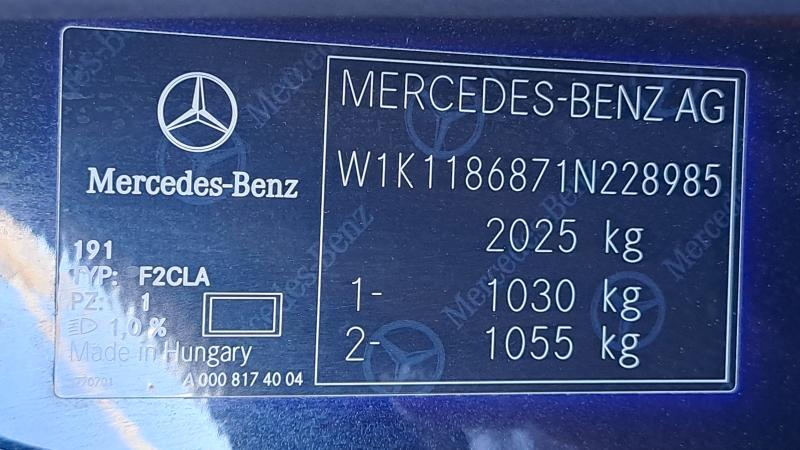 Mercedes-Benz
191
TYP: F2CLA
PZ: 1
1,0 %
Made in Hungary
770701 A 000 817 40 04
MERCEDES-BENZ AG
W1K1186871N228985
2025 kg
1- 1030 kg
2- 1055 kg